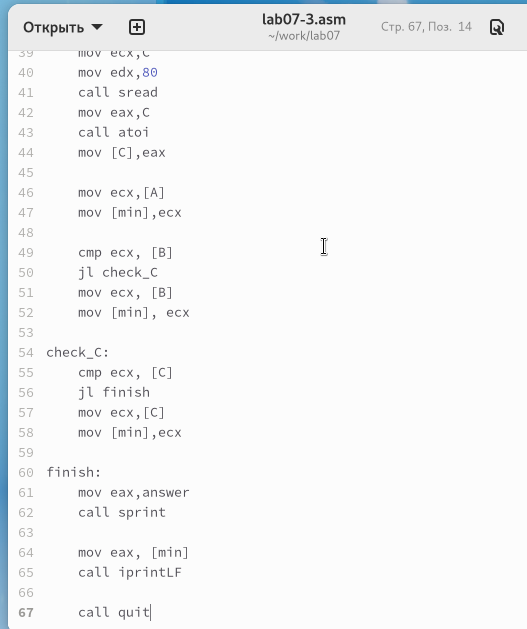 Открыть
lab07-3.asm
~/work/lab07
Стр. 67, Поз. 14
39 mov ecx,C
40 mov edx,80
41 call sread
42 mov eax,C
43 call atoi
44 mov [C],eax
45
46 mov ecx,[A]
47 mov [min],ecx
48
49 cmp ecx, [B]
50 jl check_C
51 mov ecx, [B]
52 mov [min], ecx
53
54 check_C:
55 cmp ecx, [C]
56 jl finish
57 mov ecx,[C]
58 mov [min],ecx
59
60 finish:
61 mov eax,answer
62 call sprint
63
64 mov eax, [min]
65 call iprintLF
66
67 call quit